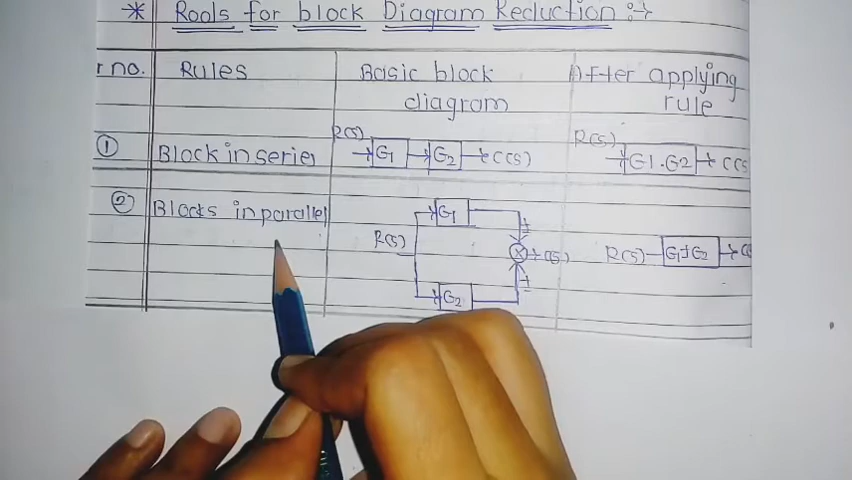 * Rools for block Diagram Reduction :→
r no. Rules Basic block diagram After applying rule
① Block in series R(S) G1 G2 C(S) R(S) G1.G2 C(S
② Blocks in parallel R(S) G1 G2 + + C(S) R(S) G1+G2 C(